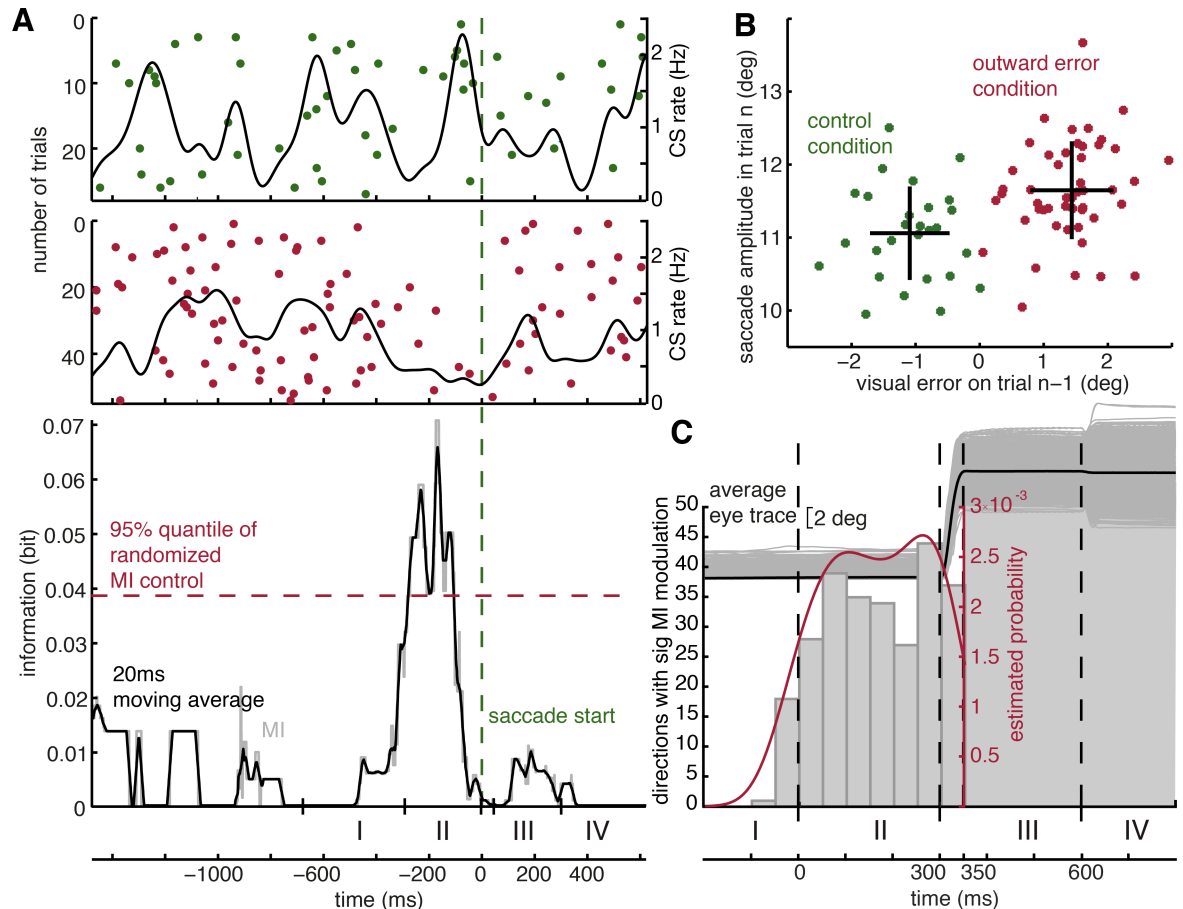 A
0
10
20
number of trials
2
1
0
CS rate (Hz)
0
20
40
2
1
0
CS rate (Hz)
0.07
0.06
0.05
0.04
0.03
0.02
0.01
0
information (bit)
95% quantile of
randomized
MI control
20ms
moving average
MI
saccade start
I
II
III
IV
−1000
−600
−200
0
200
400
time (ms)
B
saccade amplitude in trial n (deg)
13
12
11
10
outward error
condition
control
condition
−2
−1
0
1
2
visual error on trial n−1 (deg)
C
directions with sig MI modulation
50
45
40
35
30
25
20
15
10
5
0
average
eye trace
2 deg
3×10⁻³
2.5
2
1.5
1
0.5
estimated probability
I
II
III
IV
0
300
350
600
time (ms)